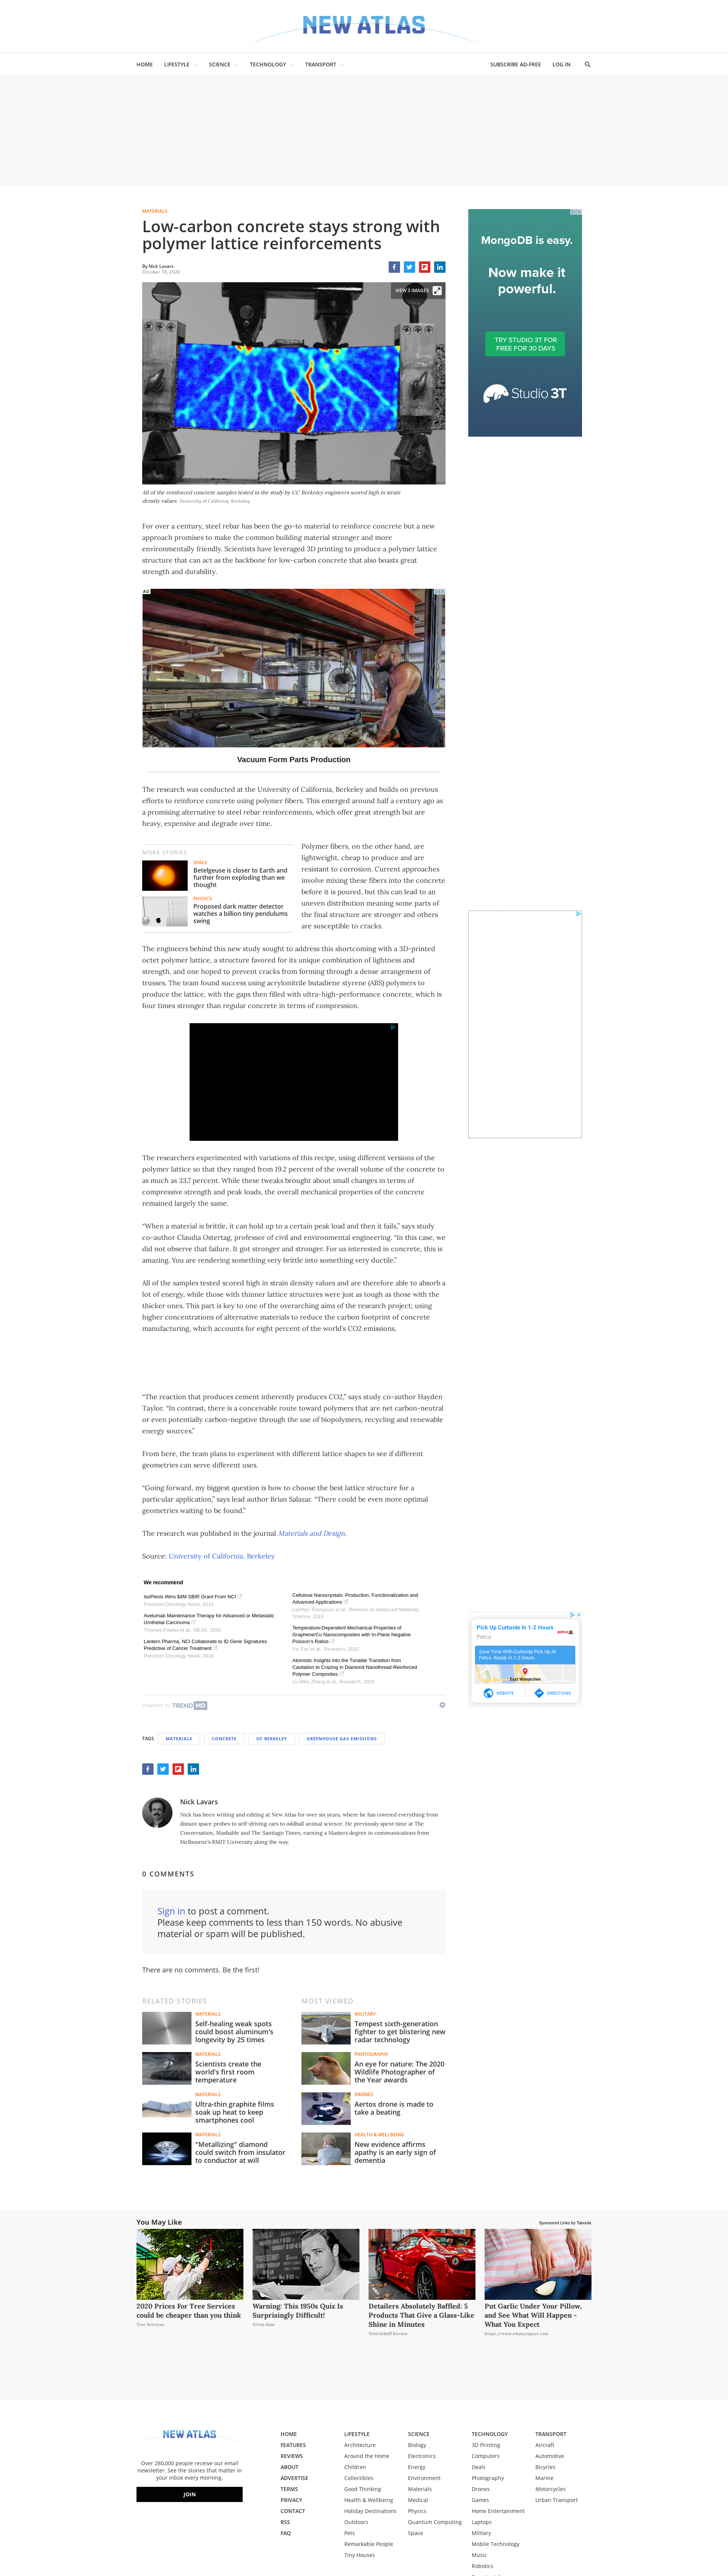 NEW ATLAS
HOME LIFESTYLE SCIENCE TECHNOLOGY TRANSPORT SUBSCRIBE AD-FREE LOG IN
MATERIALS
Low-carbon concrete stays strong with
polymer lattice reinforcements
By Nick Lavars
October 18, 2020
VIEW 3 IMAGES
All of the reinforced concrete samples tested in the study by UC Berkeley engineers scored high in strain
density values University of California, Berkeley
MongoDB is easy.
Now make it
powerful.
TRY STUDIO 3T FOR
FREE FOR 30 DAYS
Studio 3T
For over a century, steel rebar has been the go-to material to reinforce concrete but a new
approach promises to make the common building material stronger and more
environmentally friendly. Scientists have leveraged 3D printing to produce a polymer lattice
structure that can act as the backbone for low-carbon concrete that also boasts great
strength and durability.
AD
Vacuum Form Parts Production
The research was conducted at the University of California, Berkeley and builds on previous
efforts to reinforce concrete using polymer fibers. This emerged around half a century ago as
a promising alternative to steel rebar reinforcements, which offer great strength but are
heavy, expensive and degrade over time.
MORE STORIES
SPACE
Betelgeuse is closer to Earth and
further from exploding than we
thought
PHYSICS
Proposed dark matter detector
watches a billion tiny pendulums
swing
Polymer fibers, on the other hand, are
lightweight, cheap to produce and are
resistant to corrosion. Current approaches
involve mixing these fibers into the concrete
before it is poured, but this can lead to an
uneven distribution meaning some parts of
the final structure are stronger and others
are susceptible to cracks.
The engineers behind this new study sought to address this shortcoming with a 3D-printed
octet polymer lattice, a structure favored for its unique combination of lightness and
strength, and one hoped to prevent cracks from forming through a dense arrangement of
trusses. The team found success using acrylonitrile butadiene styrene (ABS) polymers to
produce the lattice, with the gaps then filled with ultra-high-performance concrete, which is
four times stronger than regular concrete in terms of compression.
The researchers experimented with variations of this recipe, using different versions of the
polymer lattice so that they ranged from 19.2 percent of the overall volume of the concrete to
as much as 33.7 percent. While these tweaks brought about small changes in terms of
compressive strength and peak loads, the overall mechanical properties of the concrete
remained largely the same.
“When a material is brittle, it can hold up to a certain peak load and then it fails,” says study
co-author Claudia Ostertag, professor of civil and environmental engineering. “In this case, we
did not observe that failure. It got stronger and stronger. For us interested in concrete, this is
amazing. You are rendering something very brittle into something very ductile.”
All of the samples tested scored high in strain density values and are therefore able to absorb a
lot of energy, while those with thinner lattice structures were just as tough as those with the
thicker ones. This part is key to one of the overarching aims of the research project; using
higher concentrations of alternative materials to reduce the carbon footprint of concrete
manufacturing, which accounts for eight percent of the world’s CO2 emissions.
“The reaction that produces cement inherently produces CO2,” says study co-author Hayden
Taylor. “In contrast, there is a conceivable route toward polymers that are net carbon-neutral
or even potentially carbon-negative through the use of biopolymers, recycling and renewable
energy sources.”
From here, the team plans to experiment with different lattice shapes to see if different
geometries can serve different uses.
“Going forward, my biggest question is how to choose the best lattice structure for a
particular application,” says lead author Brian Salazar. “There could be even more optimal
geometries waiting to be found.”
The research was published in the journal Materials and Design.
Source: University of California, Berkeley
We recommend
IsoPlexis Wins $4M SBIR Grant From NCI
Precision Oncology News, 2019
Avelumab Maintenance Therapy for Advanced or Metastatic
Urothelial Carcinoma
Thomas Powles et al., NEJM, 2020
Lantern Pharma, NCI Collaborate to ID Gene Signatures
Predictive of Cancer Treatment
Precision Oncology News, 2019
Cellulose Nanocrystals: Production, Functionalization and
Advanced Applications
Lachlan Thompson et al., Reviews on Advanced Materials
Science, 2019
Temperature-Dependent Mechanical Properties of
Graphene/Cu Nanocomposites with In-Plane Negative
Poisson's Ratios
Yin Fan et al., Research, 2020
Atomistic Insights into the Tunable Transition from
Cavitation to Crazing in Diamond Nanothread-Reinforced
Polymer Composites
Lu-Wen Zhang et al., Research, 2020
Powered by TREND MD
Pick Up Curbside In 1-2 Hours
Petco
petco
Save Time With Curbside Pick Up At
Petco. Ready in 1-2 Hours
East Wenatchee
WEBSITE DIRECTIONS
TAGS MATERIALS CONCRETE UC BERKELEY GREENHOUSE GAS EMISSIONS
Nick Lavars
Nick has been writing and editing at New Atlas for over six years, where he has covered everything from
distant space probes to self-driving cars to oddball animal science. He previously spent time at The
Conversation, Mashable and The Santiago Times, earning a Masters degree in communications from
Melbourne's RMIT University along the way.
0 COMMENTS
Sign in to post a comment.
Please keep comments to less than 150 words. No abusive
material or spam will be published.
There are no comments. Be the first!
RELATED STORIES
MATERIALS
Self-healing weak spots
could boost aluminum's
longevity by 25 times
MATERIALS
Scientists create the
world's first room
temperature
MATERIALS
Ultra-thin graphite films
soak up heat to keep
smartphones cool
MATERIALS
"Metallizing" diamond
could switch from insulator
to conductor at will
MOST VIEWED
MILITARY
Tempest sixth-generation
fighter to get blistering new
radar technology
PHOTOGRAPHY
An eye for nature: The 2020
Wildlife Photographer of
the Year awards
DRONES
Aertos drone is made to
take a beating
HEALTH & WELLBEING
New evidence affirms
apathy is an early sign of
dementia
You May Like
Sponsored Links by Taboola
2020 Prices For Tree Services
could be cheaper than you think
Tree Services
Warning: This 1950s Quiz Is
Surprisingly Difficult!
Trivia Boss
Detailers Absolutely Baffled: 5
Products That Give a Glass-Like
Shine in Minutes
VehicleBuff Review
Put Garlic Under Your Pillow,
and See What Will Happen -
What You Expect
NEW ATLAS
Over 280,000 people receive our email
newsletter. See the stories that matter in
your inbox every morning.
JOIN
HOME
FEATURES
REVIEWS
ABOUT
ADVERTISE
TERMS
PRIVACY
CONTACT
RSS
FAQ
LIFESTYLE
Architecture
Around the Home
Children
Collectibles
Good Thinking
Health & Wellbeing
Holiday Destinations
Outdoors
Pets
Remarkable People
Tiny Houses
SCIENCE
Biology
Electronics
Energy
Environment
Materials
Medical
Physics
Quantum Computing
Space
TECHNOLOGY
3D Printing
Computers
Deals
Photography
Drones
Games
Home Entertainment
Laptops
Military
Mobile Technology
Music
Robotics
TRANSPORT
Aircraft
Automotive
Bicycles
Marine
Motorcycles
Urban Transport